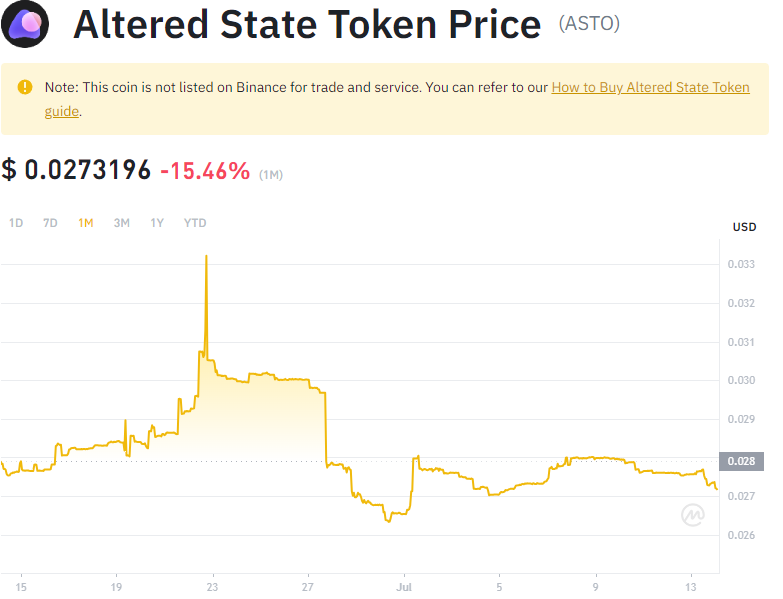 Altered State Token Price (ASTO)
Note: This coin is not listed on Binance for trade and service. You can refer to our How to Buy Altered State Token
guide.
$ 0.0273196 -15.46% (1M)
1D 7D 1M 3M 1Y YTD
USD
0.033
0.032
0.031
0.030
0.029
0.028
0.027
0.026
15 19 23 27 Jul 5 9 13